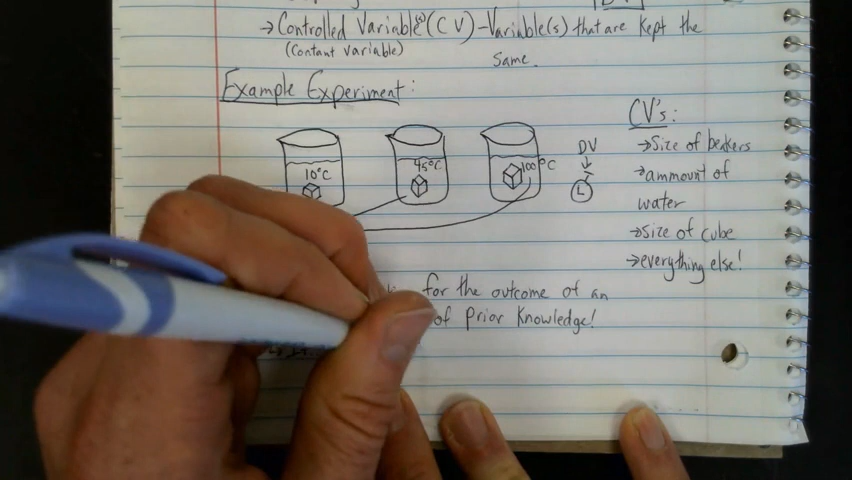 →Controlled Variable(s) (CV)-Variable(s) that are kept the
(Contant variable)
same.
Example Experiment:
CV's:
→Size of beakers
→ammount of
water
→size of cube
→everything else!
10°C
45°C
100°C
DV
for the outcome of an
of Prior Knowledge!